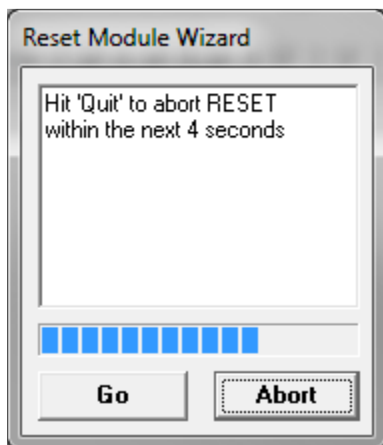 Reset Module Wizard
Hit 'Quit' to abort RESET
within the next 4 seconds
Go
Abort